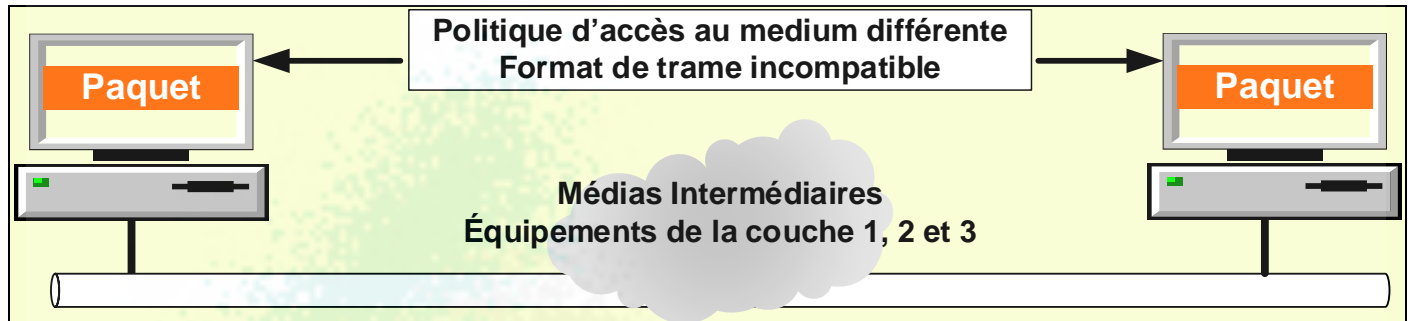 Politique d’accès au medium différente
Format de trame incompatible
Paquet
Paquet
Médias Intermédiaires
Équipements de la couche 1, 2 et 3